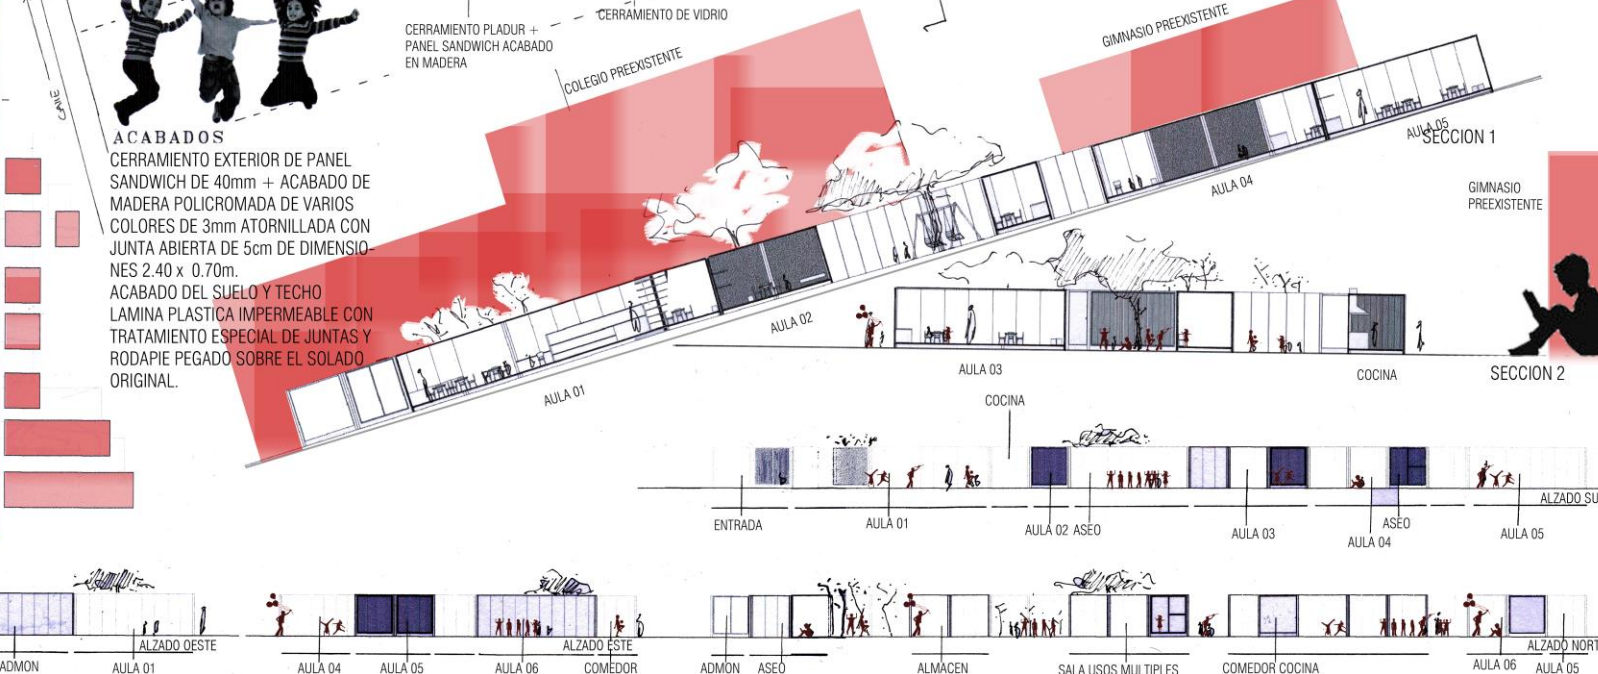 CERRAMIENTO PLADUR +
PANEL SANDWICH ACABADO
EN MADERA
CERRAMIENTO DE VIDRIO
COLEGIO PREEXISTENTE
GIMNASIO PREEXISTENTE
CALLE
ACABADOS
CERRAMIENTO EXTERIOR DE PANEL
SANDWICH DE 40mm + ACABADO DE
MADERA POLICROMADA DE VARIOS
COLORES DE 3mm ATORNILLADA CON
JUNTA ABIERTA DE 5cm DE DIMENSIO-
NES 2.40 x 0.70m.
ACABADO DEL SUELO Y TECHO
LAMINA PLASTICA IMPERMEABLE CON
TRATAMIENTO ESPECIAL DE JUNTAS Y
RODAPIE PEGADO SOBRE EL SOLADO
ORIGINAL.
AULA 01
AULA 02
AULA 04
AULA 05
SECCION 1
GIMNASIO
PREEXISTENTE
AULA 03
COCINA
SECCION 2
COCINA
ALZADO SU
ENTRADA
AULA 01
AULA 02
ASEO
AULA 03
AULA 04
ASEO
AULA 05
ALZADO OESTE
ADMON
AULA 01
ALZADO ESTE
AULA 04
AULA 05
AULA 06
COMEDOR
ALZADO NORT
ADMON
ASEO
ALMACEN
SALA USOS MULTIPLES
COMEDOR COCINA
AULA 06
AULA 05